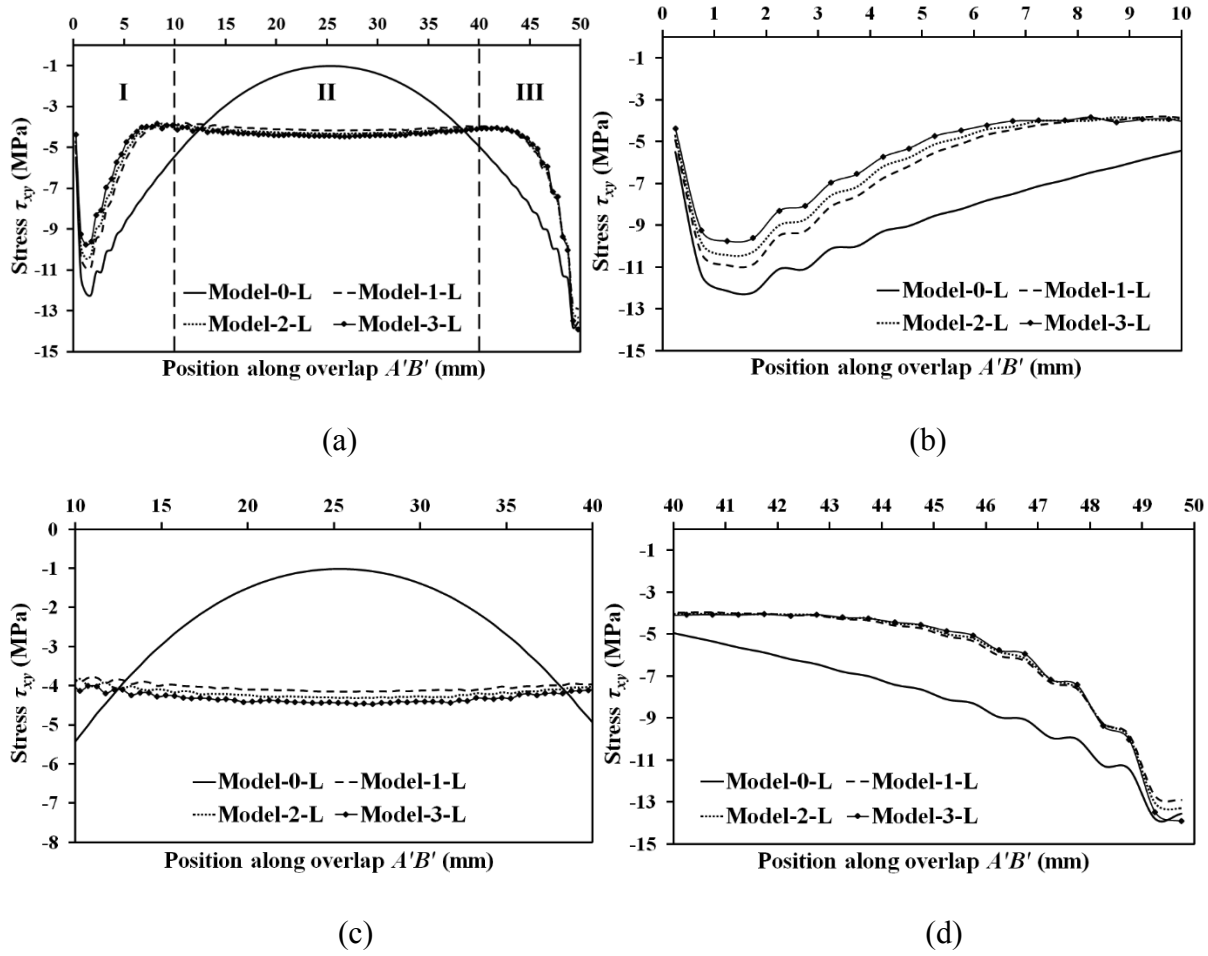 0 5 10 15 20 25 30 35 40 45 50
-1
-3
-5
-7
-9
-11
-13
-15
Stress τxy (MPa)
I II III
Model-0-L Model-1-L
Model-2-L Model-3-L
Position along overlap A'B' (mm)
(a)
0 1 2 3 4 5 6 7 8 9 10
-1
-3
-5
-7
-9
-11
-13
-15
Stress τxy (MPa)
Model-0-L Model-1-L
Model-2-L Model-3-L
Position along overlap A'B' (mm)
(b)
10 15 20 25 30 35 40
0
-1
-2
-3
-4
-5
-6
-7
-8
Stress τxy (MPa)
Model-0-L Model-1-L
Model-2-L Model-3-L
Position along overlap A'B' (mm)
(c)
40 41 42 43 44 45 46 47 48 49 50
-1
-3
-5
-7
-9
-11
-13
-15
Stress τxy (MPa)
Model-0-L Model-1-L
Model-2-L Model-3-L
Position along overlap A'B' (mm)
(d)